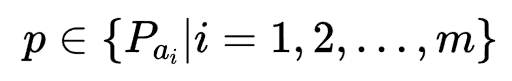 p ∈ {P_{a_i}|i = 1, 2, . . . , m}